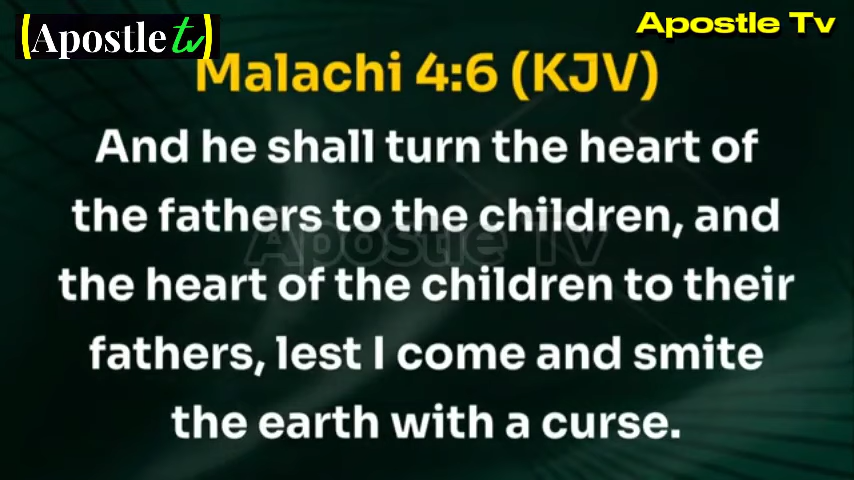 (Apostle tv)
Apostle Tv
Malachi 4:6 (KJV)
And he shall turn the heart of
the fathers to the children, and
Apostle Tv
the heart of the children to their
fathers, lest I come and smite
the earth with a curse.